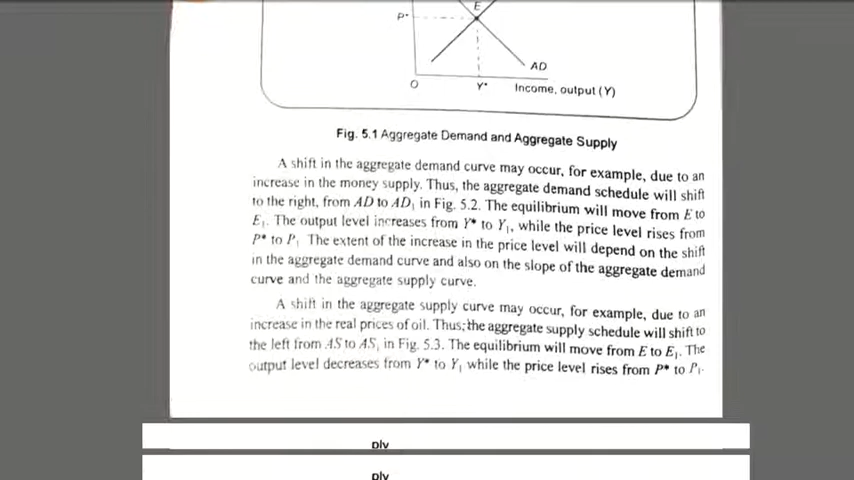 E
P*
AD
O
Y*
Income, output (Y)
Fig. 5.1 Aggregate Demand and Aggregate Supply
A shift in the aggregate demand curve may occur, for example, due to an
increase in the money supply. Thus, the aggregate demand schedule will shift
to the right, from AD to AD₁ in Fig. 5.2. The equilibrium will move from E to
E₁. The output level increases from Y* to Y₁, while the price level rises from
P* to P₁ The extent of the increase in the price level will depend on the shift
in the aggregate demand curve and also on the slope of the aggregate demand
curve and the aggregate supply curve.
A shift in the aggregate supply curve may occur, for example, due to an
increase in the real prices of oil. Thus; the aggregate supply schedule will shift to
the left from AS to AS₁ in Fig. 5.3. The equilibrium will move from E to E₁. The
output level decreases from Y* to Y₁ while the price level rises from P* to P₁.
ply
ply